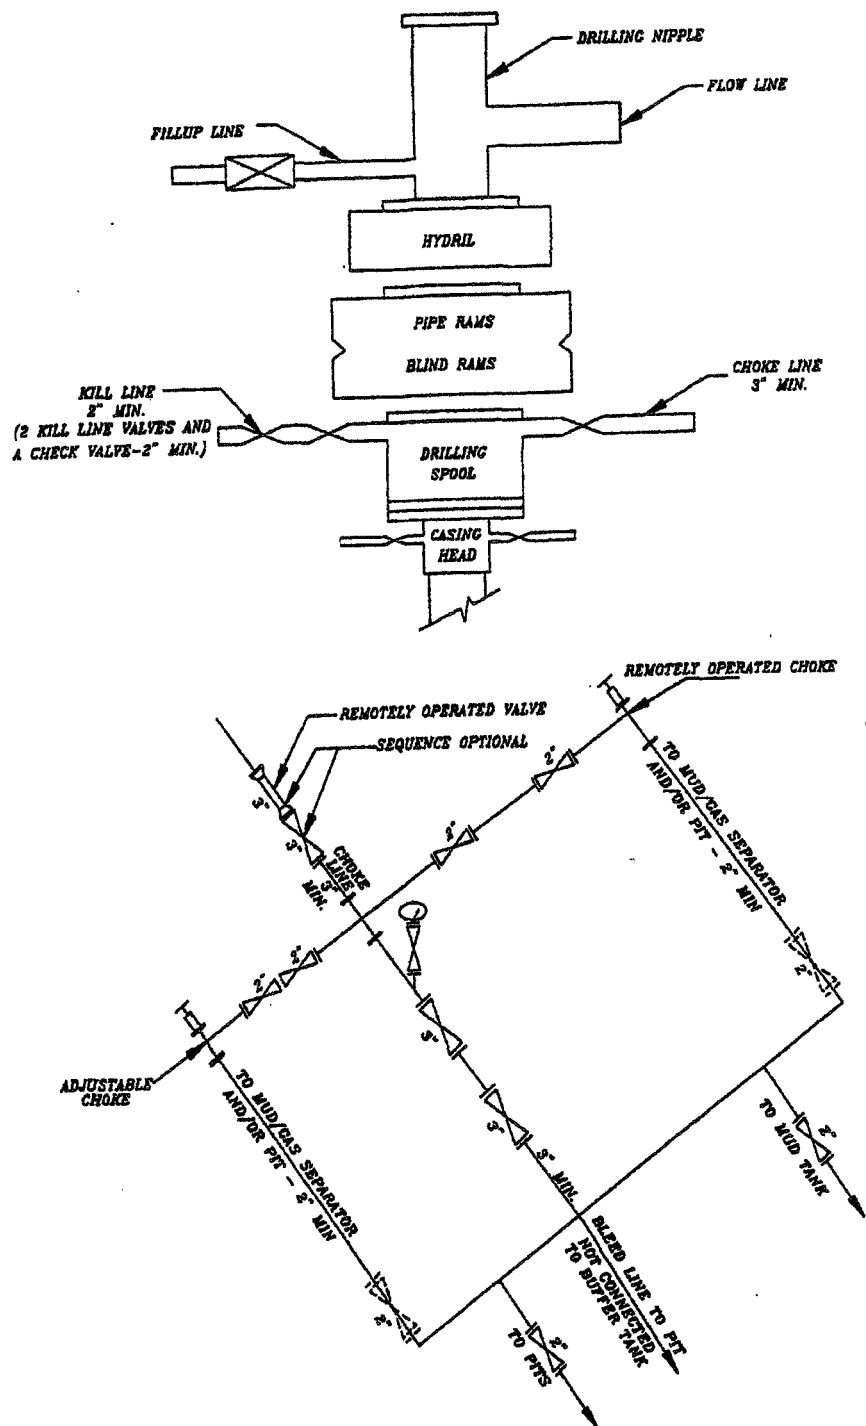 DRILLING NIPPLE
FLOW LINE
FILLUP LINE
HYDRIL
PIPE RAMS
BLIND RAMS
CHOKE LINE
3" MIN.
KILL LINE
2" MIN.
(2 KILL LINE VALVES AND
A CHECK VALVE-2" MIN.)
DRILLING
SPOOL
CASING
HEAD
REMOTELY OPERATED CHOKE
REMOTELY OPERATED VALVE
SEQUENCE OPTIONAL
3"
3"
CHOKE
LINE
3"
MIN.
2"
2"
TO MUD/GAS SEPARATOR
AND/OR PIT - 2" MIN
2"
2"
2"
3"
3"
3" MIN.
ADJUSTABLE
CHOKE
TO MUD/GAS SEPARATOR
AND/OR PIT - 2" MIN
2"
2"
TO MUD TANK
BLEED LINE TO PIT
NOT CONNECTED
TO BUFFER TANK
2"
TO PITS